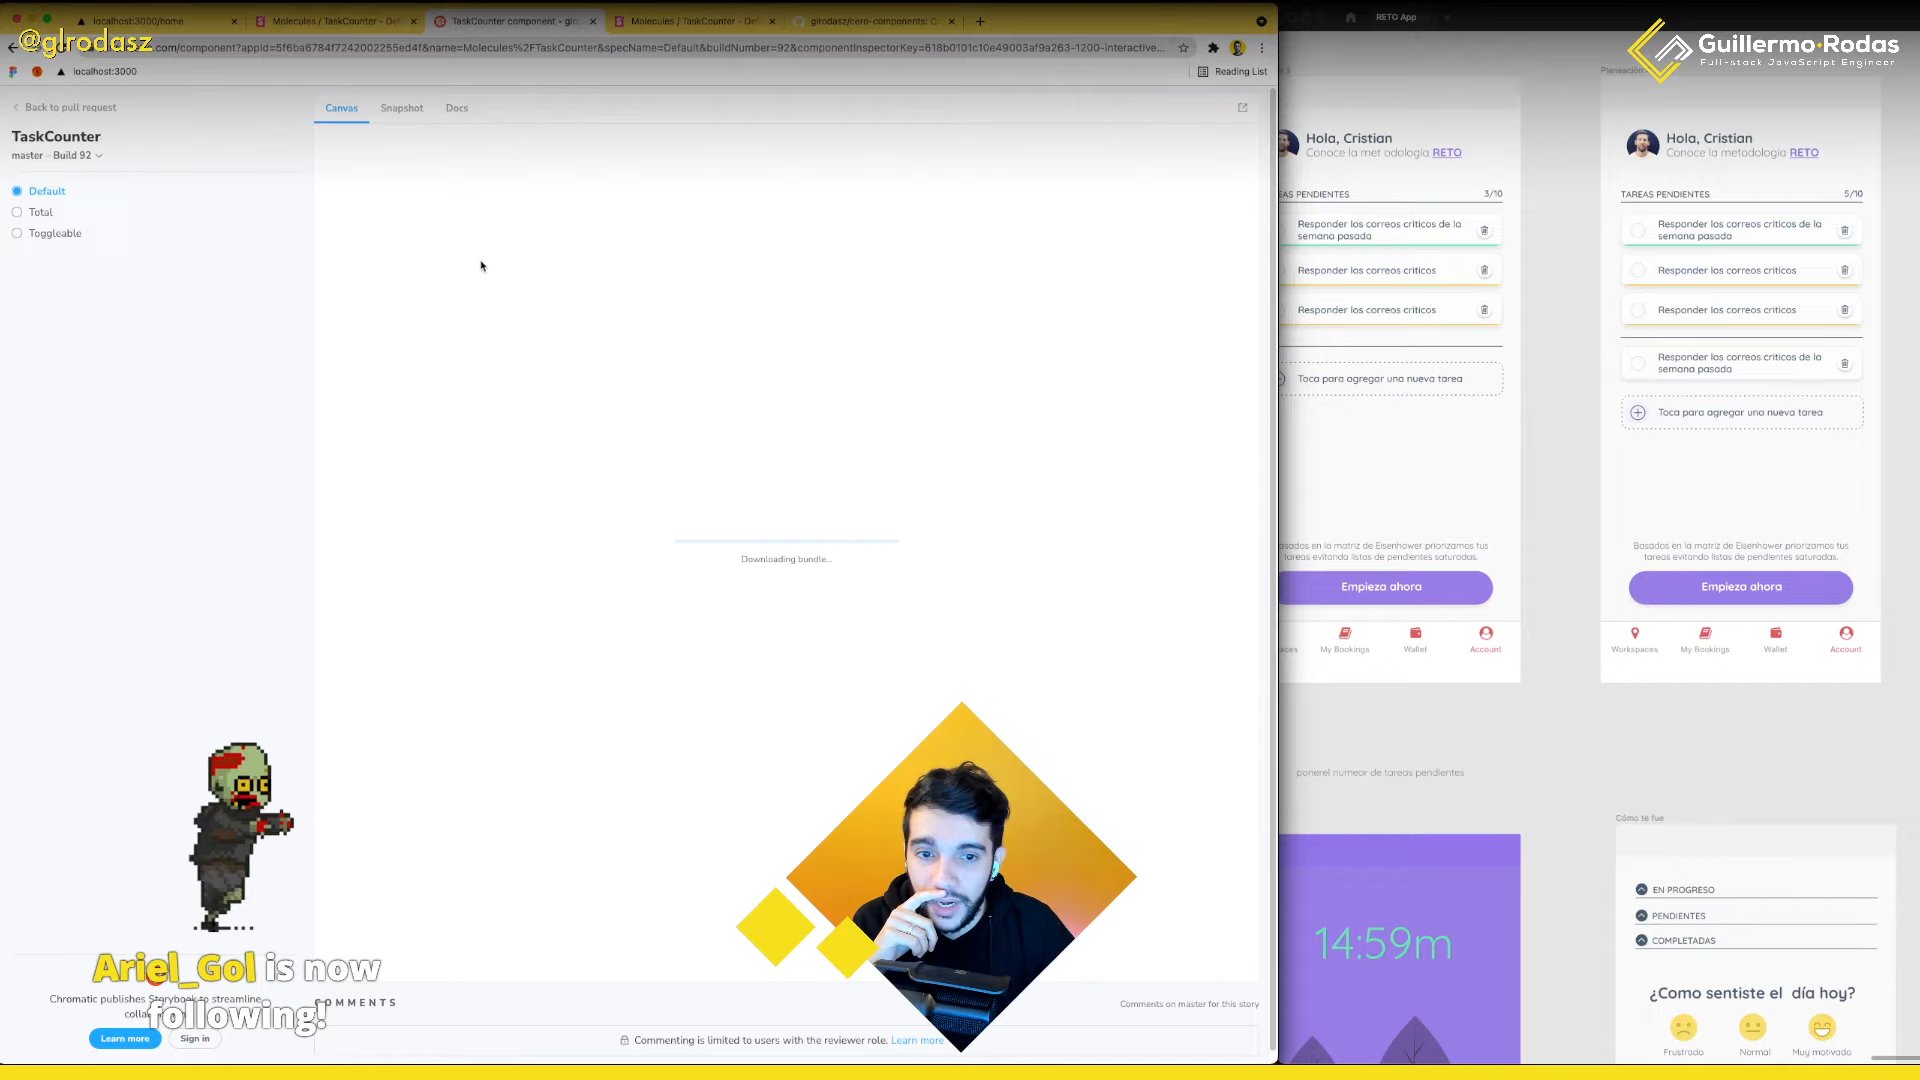 localhost:3000/home
Molecules / TaskCounter - Def
TaskCounter component - glro
Molecules / TaskCounter - Def
glrodasz/cero-components: C
RETO App
@glrodasz
.com/component?appId=5f6ba6784f7242002255ed4f&name=Molecules%2FTaskCounter&specName=Default&buildNumber=92&componentInspectorKey=618b0101c10e49003af9a263-1200-interactive...
Guillermo Rodas
Full-stack JavaScript Engineer
localhost:3000
Reading List
Back to pull request
Canvas
Snapshot
Docs
TaskCounter
master - Build 92
Default
Total
Toggleable
Downloading bundle...
Hola, Cristian
Conoce la met odologia RETO
PENDIENTES 3/10
Responder los correos criticos de la
semana pasada
Responder los correos criticos
Responder los correos criticos
Toca para agregar una nueva tarea
asados en la matriz de Eisenhower priorizamos tus
tareas evitando listas de pendientes saturadas.
Empieza ahora
My Bookings
Wallet
Account
Planeación
Hola, Cristian
Conoce la metodologia RETO
TAREAS PENDIENTES 5/10
Responder los correos criticos de la
semana pasada
Responder los correos criticos
Responder los correos criticos
Responder los correos criticos de la
semana pasada
Toca para agregar una nueva tarea
Basados en la matriz de Eisenhower priorizamos tus
tareas evitando listas de pendientes saturadas.
Empieza ahora
Workspaces
My Bookings
Wallet
Account
ponerel numeor de tareas pendientes
14:59m
Cómo te fue
EN PROGRESO
PENDIENTES
COMPLETADAS
¿Como sentiste el día hoy?
Frustrado
Normal
Muy motivado
Ariel_Gol is now
following!
Chromatic publishes Storybook to streamline
Learn more
Sign in
COMMENTS
Comments on master for this story
Commenting is limited to users with the reviewer role. Learn more